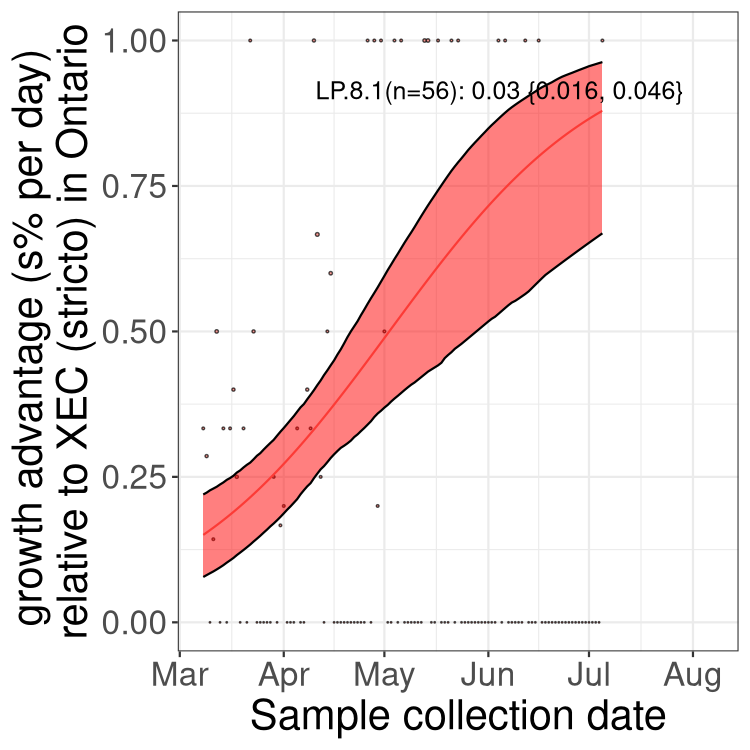 growth advantage (s% per day)
relative to XEC (stricto) in Ontario
1.00
0.75
0.50
0.25
0.00
LP.8.1(n=56): 0.03 {0.016, 0.046}
Mar Apr May Jun Jul Aug
Sample collection date